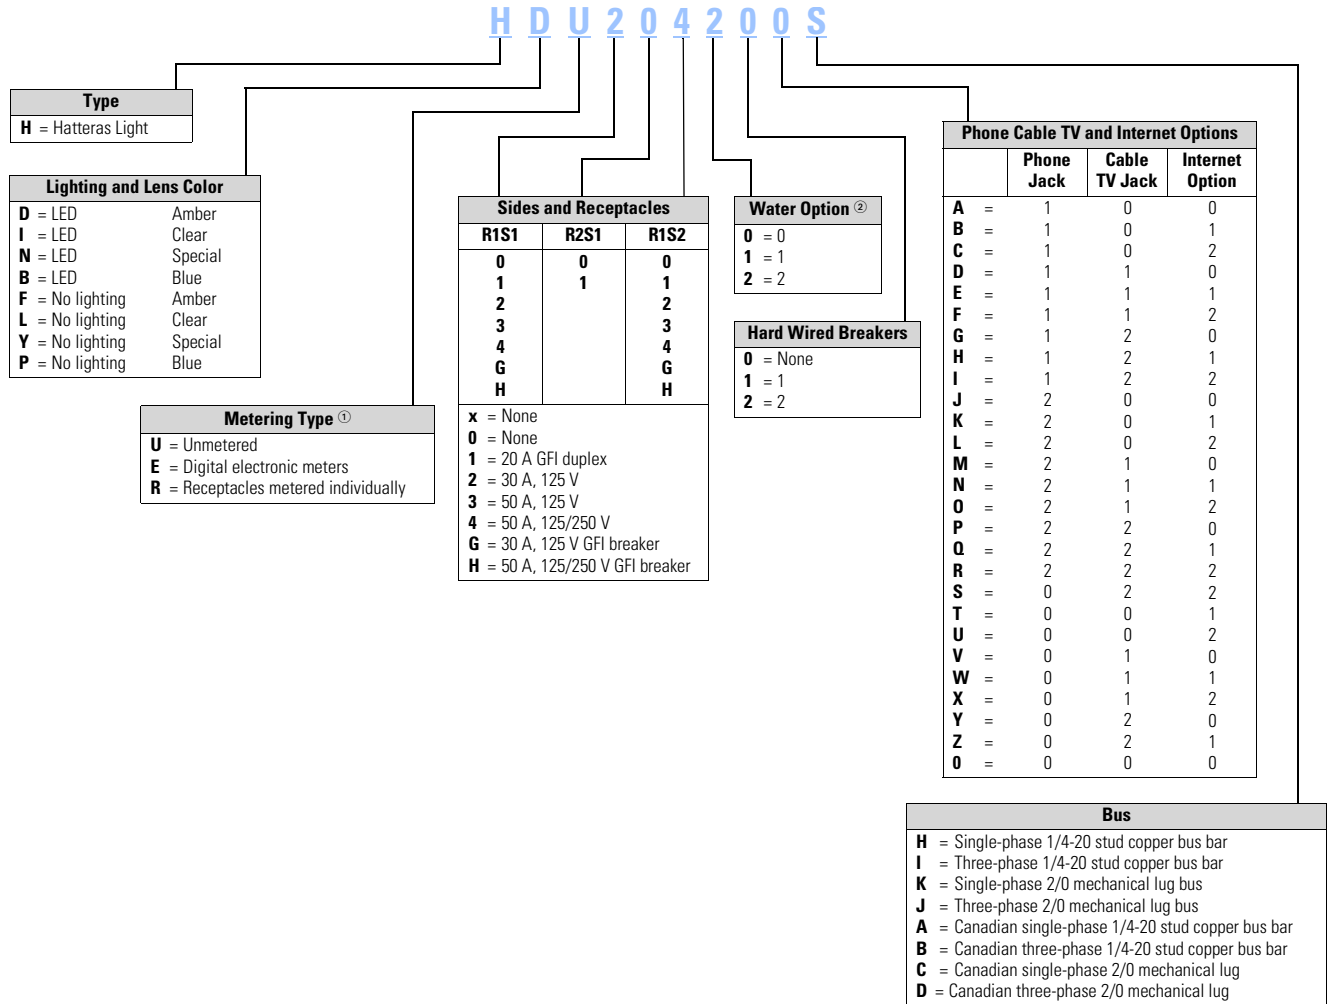 H D U 2 0 4 2 0 0 S
Type
H = Hatteras Light
Lighting and Lens Color
D = LED Amber
I = LED Clear
N = LED Special
B = LED Blue
F = No lighting Amber
L = No lighting Clear
Y = No lighting Special
P = No lighting Blue
Metering Type ①
U = Unmetered
E = Digital electronic meters
R = Receptacles metered individually
Sides and Receptacles
R1S1 R2S1 R1S2
0 0 0
1 1 1
2 2
3 3
4 4
G G
H H
x = None
0 = None
1 = 20 A GFI duplex
2 = 30 A, 125 V
3 = 50 A, 125 V
4 = 50 A, 125/250 V
G = 30 A, 125 V GFI breaker
H = 50 A, 125/250 V GFI breaker
Water Option ②
0 = 0
1 = 1
2 = 2
Hard Wired Breakers
0 = None
1 = 1
2 = 2
Phone Cable TV and Internet Options
Phone Cable Internet
Jack TV Jack Option
A = 1 0 0
B = 1 0 1
C = 1 0 2
D = 1 1 0
E = 1 1 1
F = 1 1 2
G = 1 2 0
H = 1 2 1
I = 1 2 2
J = 2 0 0
K = 2 0 1
L = 2 0 2
M = 2 1 0
N = 2 1 1
O = 2 1 2
P = 2 2 0
Q = 2 2 1
R = 2 2 2
S = 0 2 2
T = 0 0 1
U = 0 0 2
V = 0 1 0
W = 0 1 1
X = 0 1 2
Y = 0 2 0
Z = 0 2 1
0 = 0 0 0
Bus
H = Single-phase 1/4-20 stud copper bus bar
I = Three-phase 1/4-20 stud copper bus bar
K = Single-phase 2/0 mechanical lug bus
J = Three-phase 2/0 mechanical lug bus
A = Canadian single-phase 1/4-20 stud copper bus bar
B = Canadian three-phase 1/4-20 stud copper bus bar
C = Canadian single-phase 2/0 mechanical lug
D = Canadian three-phase 2/0 mechanical lug